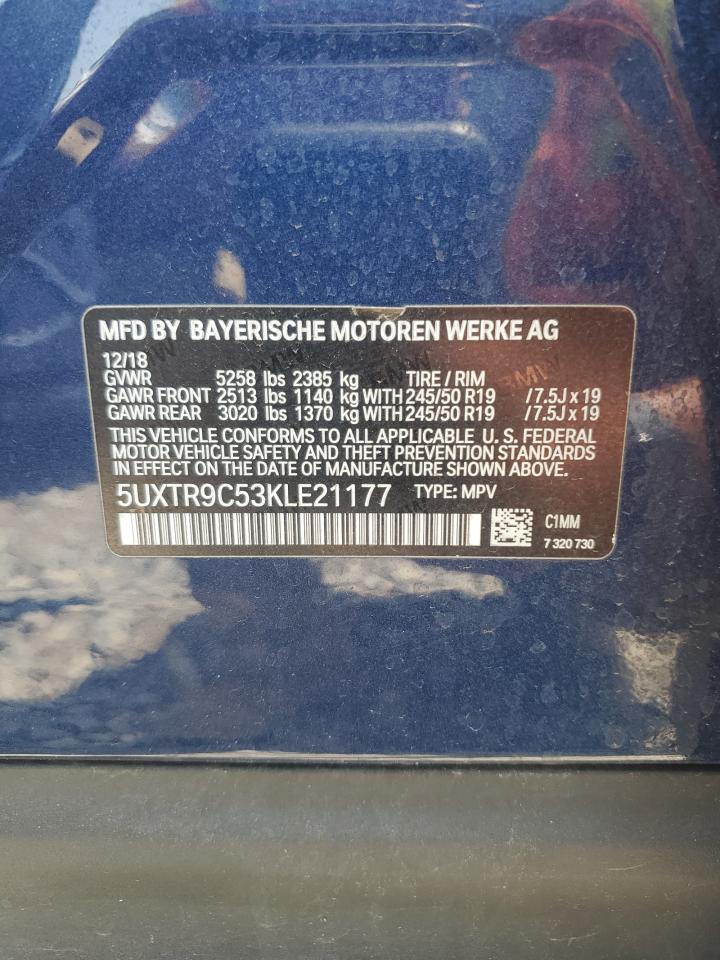 MFD BY BAYERISCHE MOTOREN WERKE AG
12/18
GVWR 5258 lbs 2385 kg TIRE / RIM
GAWR FRONT 2513 lbs 1140 kg WITH 245/50 R19 / 7.5J x 19
GAWR REAR 3020 lbs 1370 kg WITH 245/50 R19 / 7.5J x 19
THIS VEHICLE CONFORMS TO ALL APPLICABLE U. S. FEDERAL
MOTOR VEHICLE SAFETY AND THEFT PREVENTION STANDARDS
IN EFFECT ON THE DATE OF MANUFACTURE SHOWN ABOVE.
5UXTR9C53KLE21177 TYPE: MPV
C1MM
7 320 730
BMW